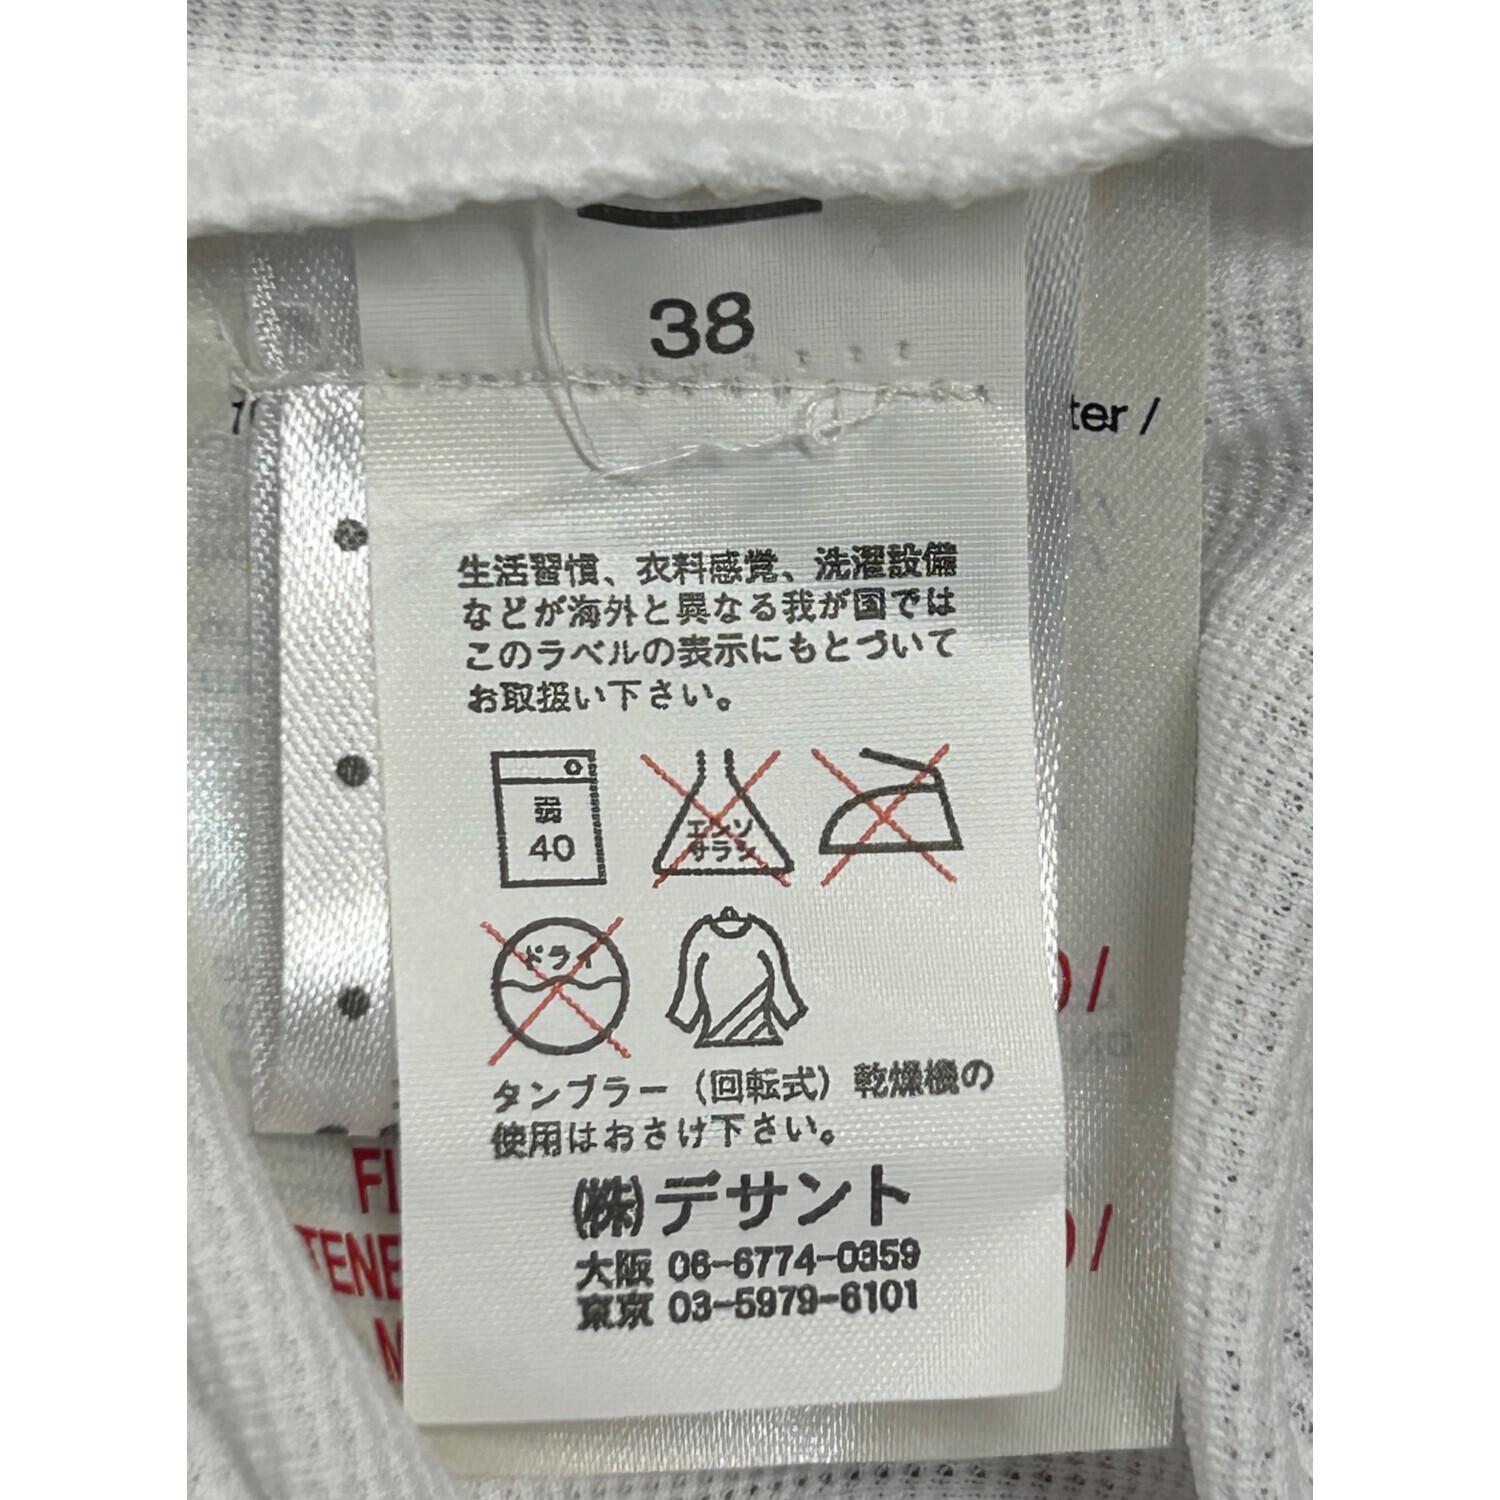 38
ter /
生活習慣、衣料感覚、洗濯設備
などが海外と異なる我が国では
このラベルの表示にもとづいて
お取扱い下さい。
弱
40
エンソ
サラシ
ドライ
タンブラー（回転式）乾燥機の
使用はおさけ下さい。
㈱デサント
大阪 06-6774-0359
東京 03-5979-6101